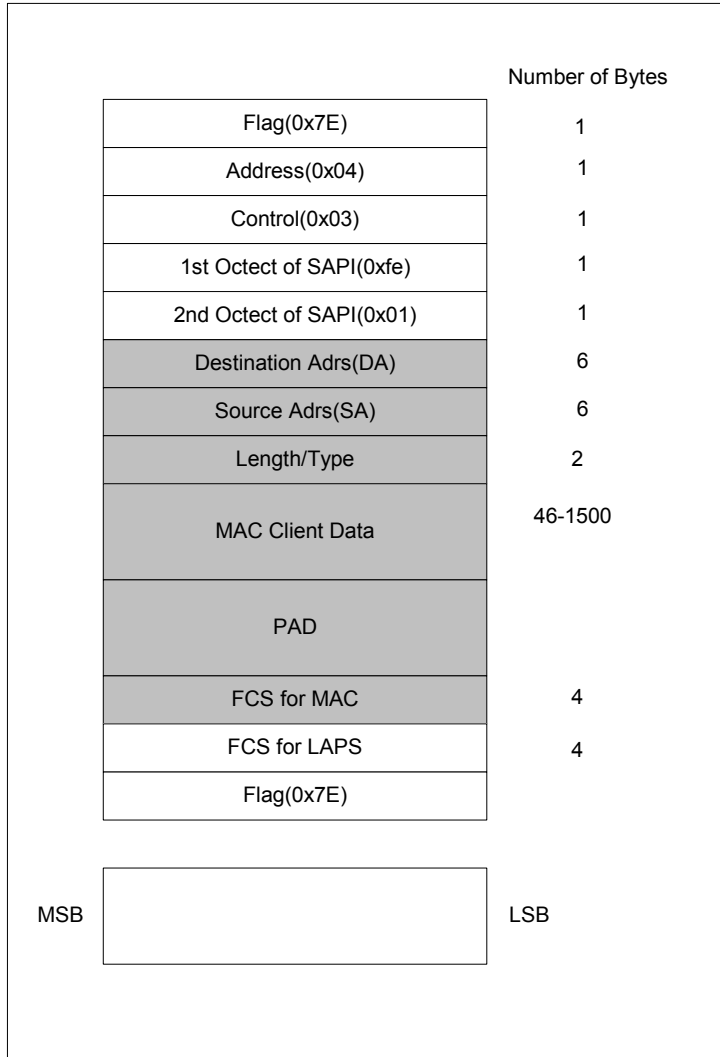 Number of Bytes
Flag(0x7E) 1
Address(0x04) 1
Control(0x03) 1
1st Octect of SAPI(0xfe) 1
2nd Octect of SAPI(0x01) 1
Destination Adrs(DA) 6
Source Adrs(SA) 6
Length/Type 2
MAC Client Data 46-1500
PAD
FCS for MAC 4
FCS for LAPS 4
Flag(0x7E)
MSB LSB